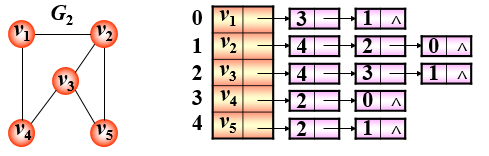 G₂
v₁ v₂
v₃
v₄ v₅
0 v₁ 3 1 ^
1 v₂ 4 2 0 ^
2 v₃ 4 3 1 ^
3 v₄ 2 0 ^
4 v₅ 2 1 ^